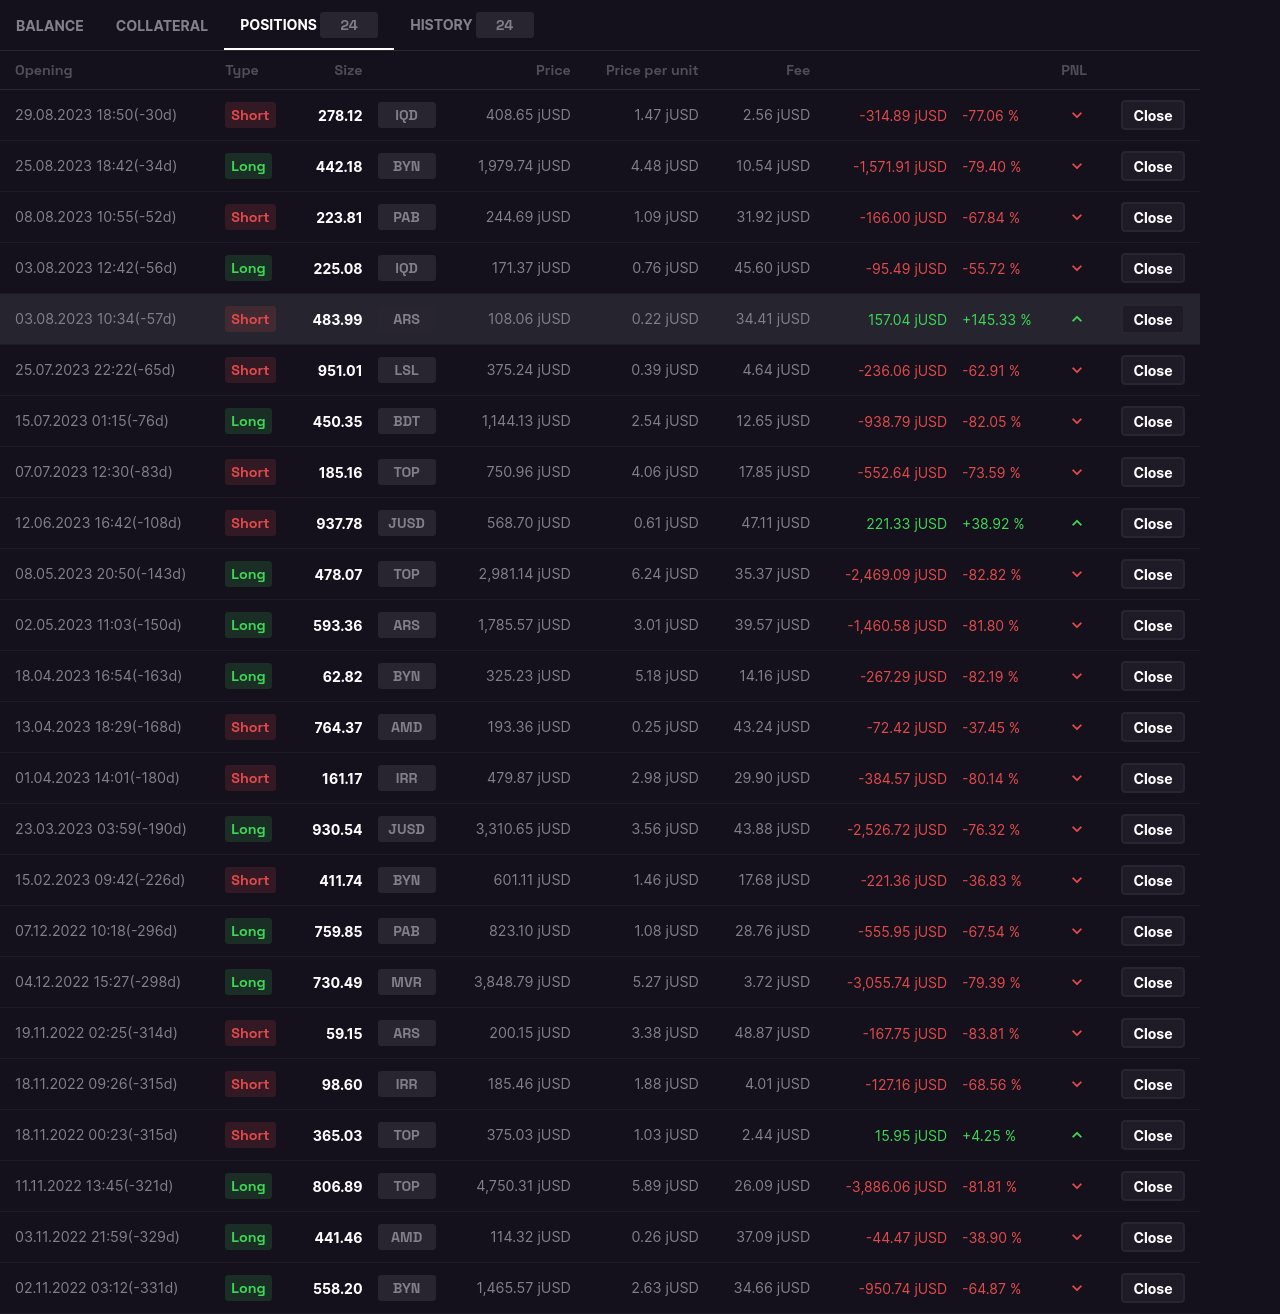 BALANCE COLLATERAL POSITIONS 24 HISTORY 24
Opening Type Size Price Price per unit Fee PNL
29.08.2023 18:50(-30d) Short 278.12 IQD 408.65 jUSD 1.47 jUSD 2.56 jUSD -314.89 jUSD -77.06 % Close
25.08.2023 18:42(-34d) Long 442.18 BYN 1,979.74 jUSD 4.48 jUSD 10.54 jUSD -1,571.91 jUSD -79.40 % Close
08.08.2023 10:55(-52d) Short 223.81 PAB 244.69 jUSD 1.09 jUSD 31.92 jUSD -166.00 jUSD -67.84 % Close
03.08.2023 12:42(-56d) Long 225.08 IQD 171.37 jUSD 0.76 jUSD 45.60 jUSD -95.49 jUSD -55.72 % Close
03.08.2023 10:34(-57d) Short 483.99 ARS 108.06 jUSD 0.22 jUSD 34.41 jUSD 157.04 jUSD +145.33 % Close
25.07.2023 22:22(-65d) Short 951.01 LSL 375.24 jUSD 0.39 jUSD 4.64 jUSD -236.06 jUSD -62.91 % Close
15.07.2023 01:15(-76d) Long 450.35 BDT 1,144.13 jUSD 2.54 jUSD 12.65 jUSD -938.79 jUSD -82.05 % Close
07.07.2023 12:30(-83d) Short 185.16 TOP 750.96 jUSD 4.06 jUSD 17.85 jUSD -552.64 jUSD -73.59 % Close
12.06.2023 16:42(-108d) Short 937.78 JUSD 568.70 jUSD 0.61 jUSD 47.11 jUSD 221.33 jUSD +38.92 % Close
08.05.2023 20:50(-143d) Long 478.07 TOP 2,981.14 jUSD 6.24 jUSD 35.37 jUSD -2,469.09 jUSD -82.82 % Close
02.05.2023 11:03(-150d) Long 593.36 ARS 1,785.57 jUSD 3.01 jUSD 39.57 jUSD -1,460.58 jUSD -81.80 % Close
18.04.2023 16:54(-163d) Long 62.82 BYN 325.23 jUSD 5.18 jUSD 14.16 jUSD -267.29 jUSD -82.19 % Close
13.04.2023 18:29(-168d) Short 764.37 AMD 193.36 jUSD 0.25 jUSD 43.24 jUSD -72.42 jUSD -37.45 % Close
01.04.2023 14:01(-180d) Short 161.17 IRR 479.87 jUSD 2.98 jUSD 29.90 jUSD -384.57 jUSD -80.14 % Close
23.03.2023 03:59(-190d) Long 930.54 JUSD 3,310.65 jUSD 3.56 jUSD 43.88 jUSD -2,526.72 jUSD -76.32 % Close
15.02.2023 09:42(-226d) Short 411.74 BYN 601.11 jUSD 1.46 jUSD 17.68 jUSD -221.36 jUSD -36.83 % Close
07.12.2022 10:18(-296d) Long 759.85 PAB 823.10 jUSD 1.08 jUSD 28.76 jUSD -555.95 jUSD -67.54 % Close
04.12.2022 15:27(-298d) Long 730.49 MVR 3,848.79 jUSD 5.27 jUSD 3.72 jUSD -3,055.74 jUSD -79.39 % Close
19.11.2022 02:25(-314d) Short 59.15 ARS 200.15 jUSD 3.38 jUSD 48.87 jUSD -167.75 jUSD -83.81 % Close
18.11.2022 09:26(-315d) Short 98.60 IRR 185.46 jUSD 1.88 jUSD 4.01 jUSD -127.16 jUSD -68.56 % Close
18.11.2022 00:23(-315d) Short 365.03 TOP 375.03 jUSD 1.03 jUSD 2.44 jUSD 15.95 jUSD +4.25 % Close
11.11.2022 13:45(-321d) Long 806.89 TOP 4,750.31 jUSD 5.89 jUSD 26.09 jUSD -3,886.06 jUSD -81.81 % Close
03.11.2022 21:59(-329d) Long 441.46 AMD 114.32 jUSD 0.26 jUSD 37.09 jUSD -44.47 jUSD -38.90 % Close
02.11.2022 03:12(-331d) Long 558.20 BYN 1,465.57 jUSD 2.63 jUSD 34.66 jUSD -950.74 jUSD -64.87 % Close